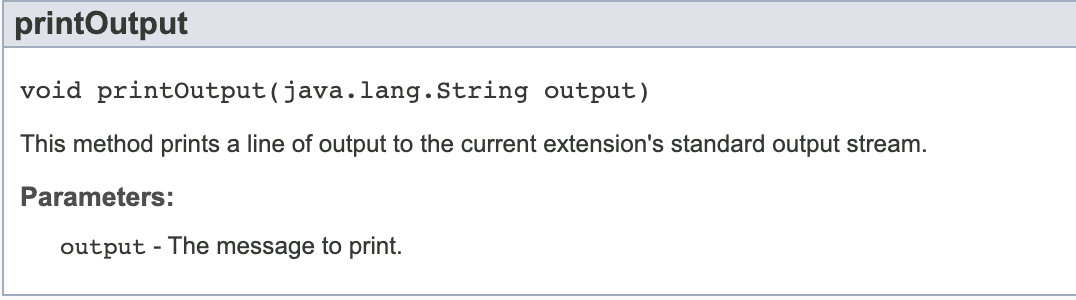 printOutput
void printOutput(java.lang.String output)
This method prints a line of output to the current extension's standard output stream.
Parameters:
output - The message to print.